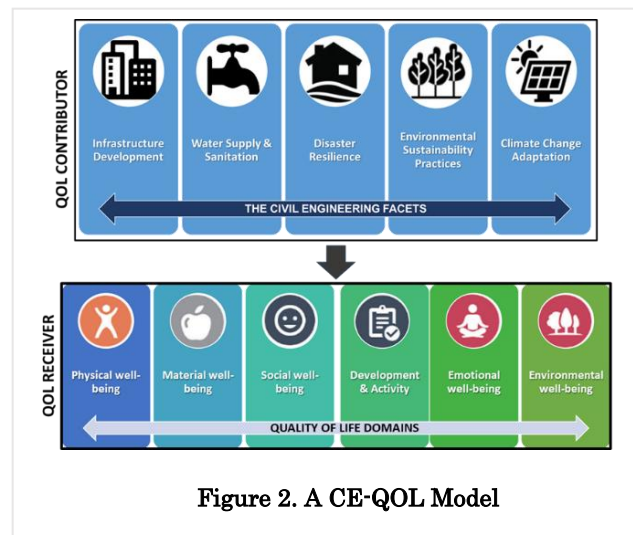 QOL CONTRIBUTOR
Infrastructure
Development
Water Supply &
Sanitation
Disaster
Resilience
Environmental
Sustainability
Practices
Climate Change
Adaptation
THE CIVIL ENGINEERING FACETS
QOL RECEIVER
Physical well-
being
Material well-
being
Social well-
being
Development
& Activity
Emotional
well-being
Environmental
well-being
QUALITY OF LIFE DOMAINS
Figure 2. A CE-QOL Model